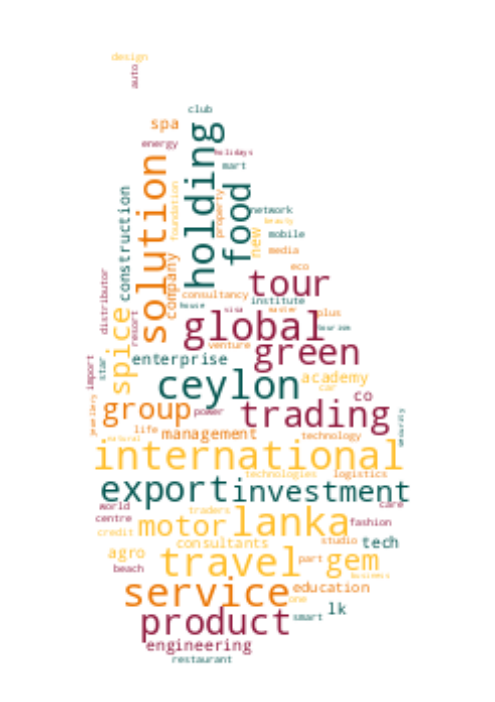 design
auto
club
spa
energy
holidays
mart
solution
holding
food
construction
foundation
property
network
beauty
new
mobile
media
company
eco
tour
distributor
consultancy
institute
house
visa
master
plus
resort
spice
global
tourism
venture
green
enterprise
star
import
ceylon
academy
car
co
jewellery
group
power
trading
security
life
management
technology
natural
international
technologies
logistics
export
investment
world
traders
care
centre
motor
lanka
fashion
credit
consultants
studio
tech
agro
travel
part
gem
beach
business
service
education
one
lk
product
smart
engineering
restaurant